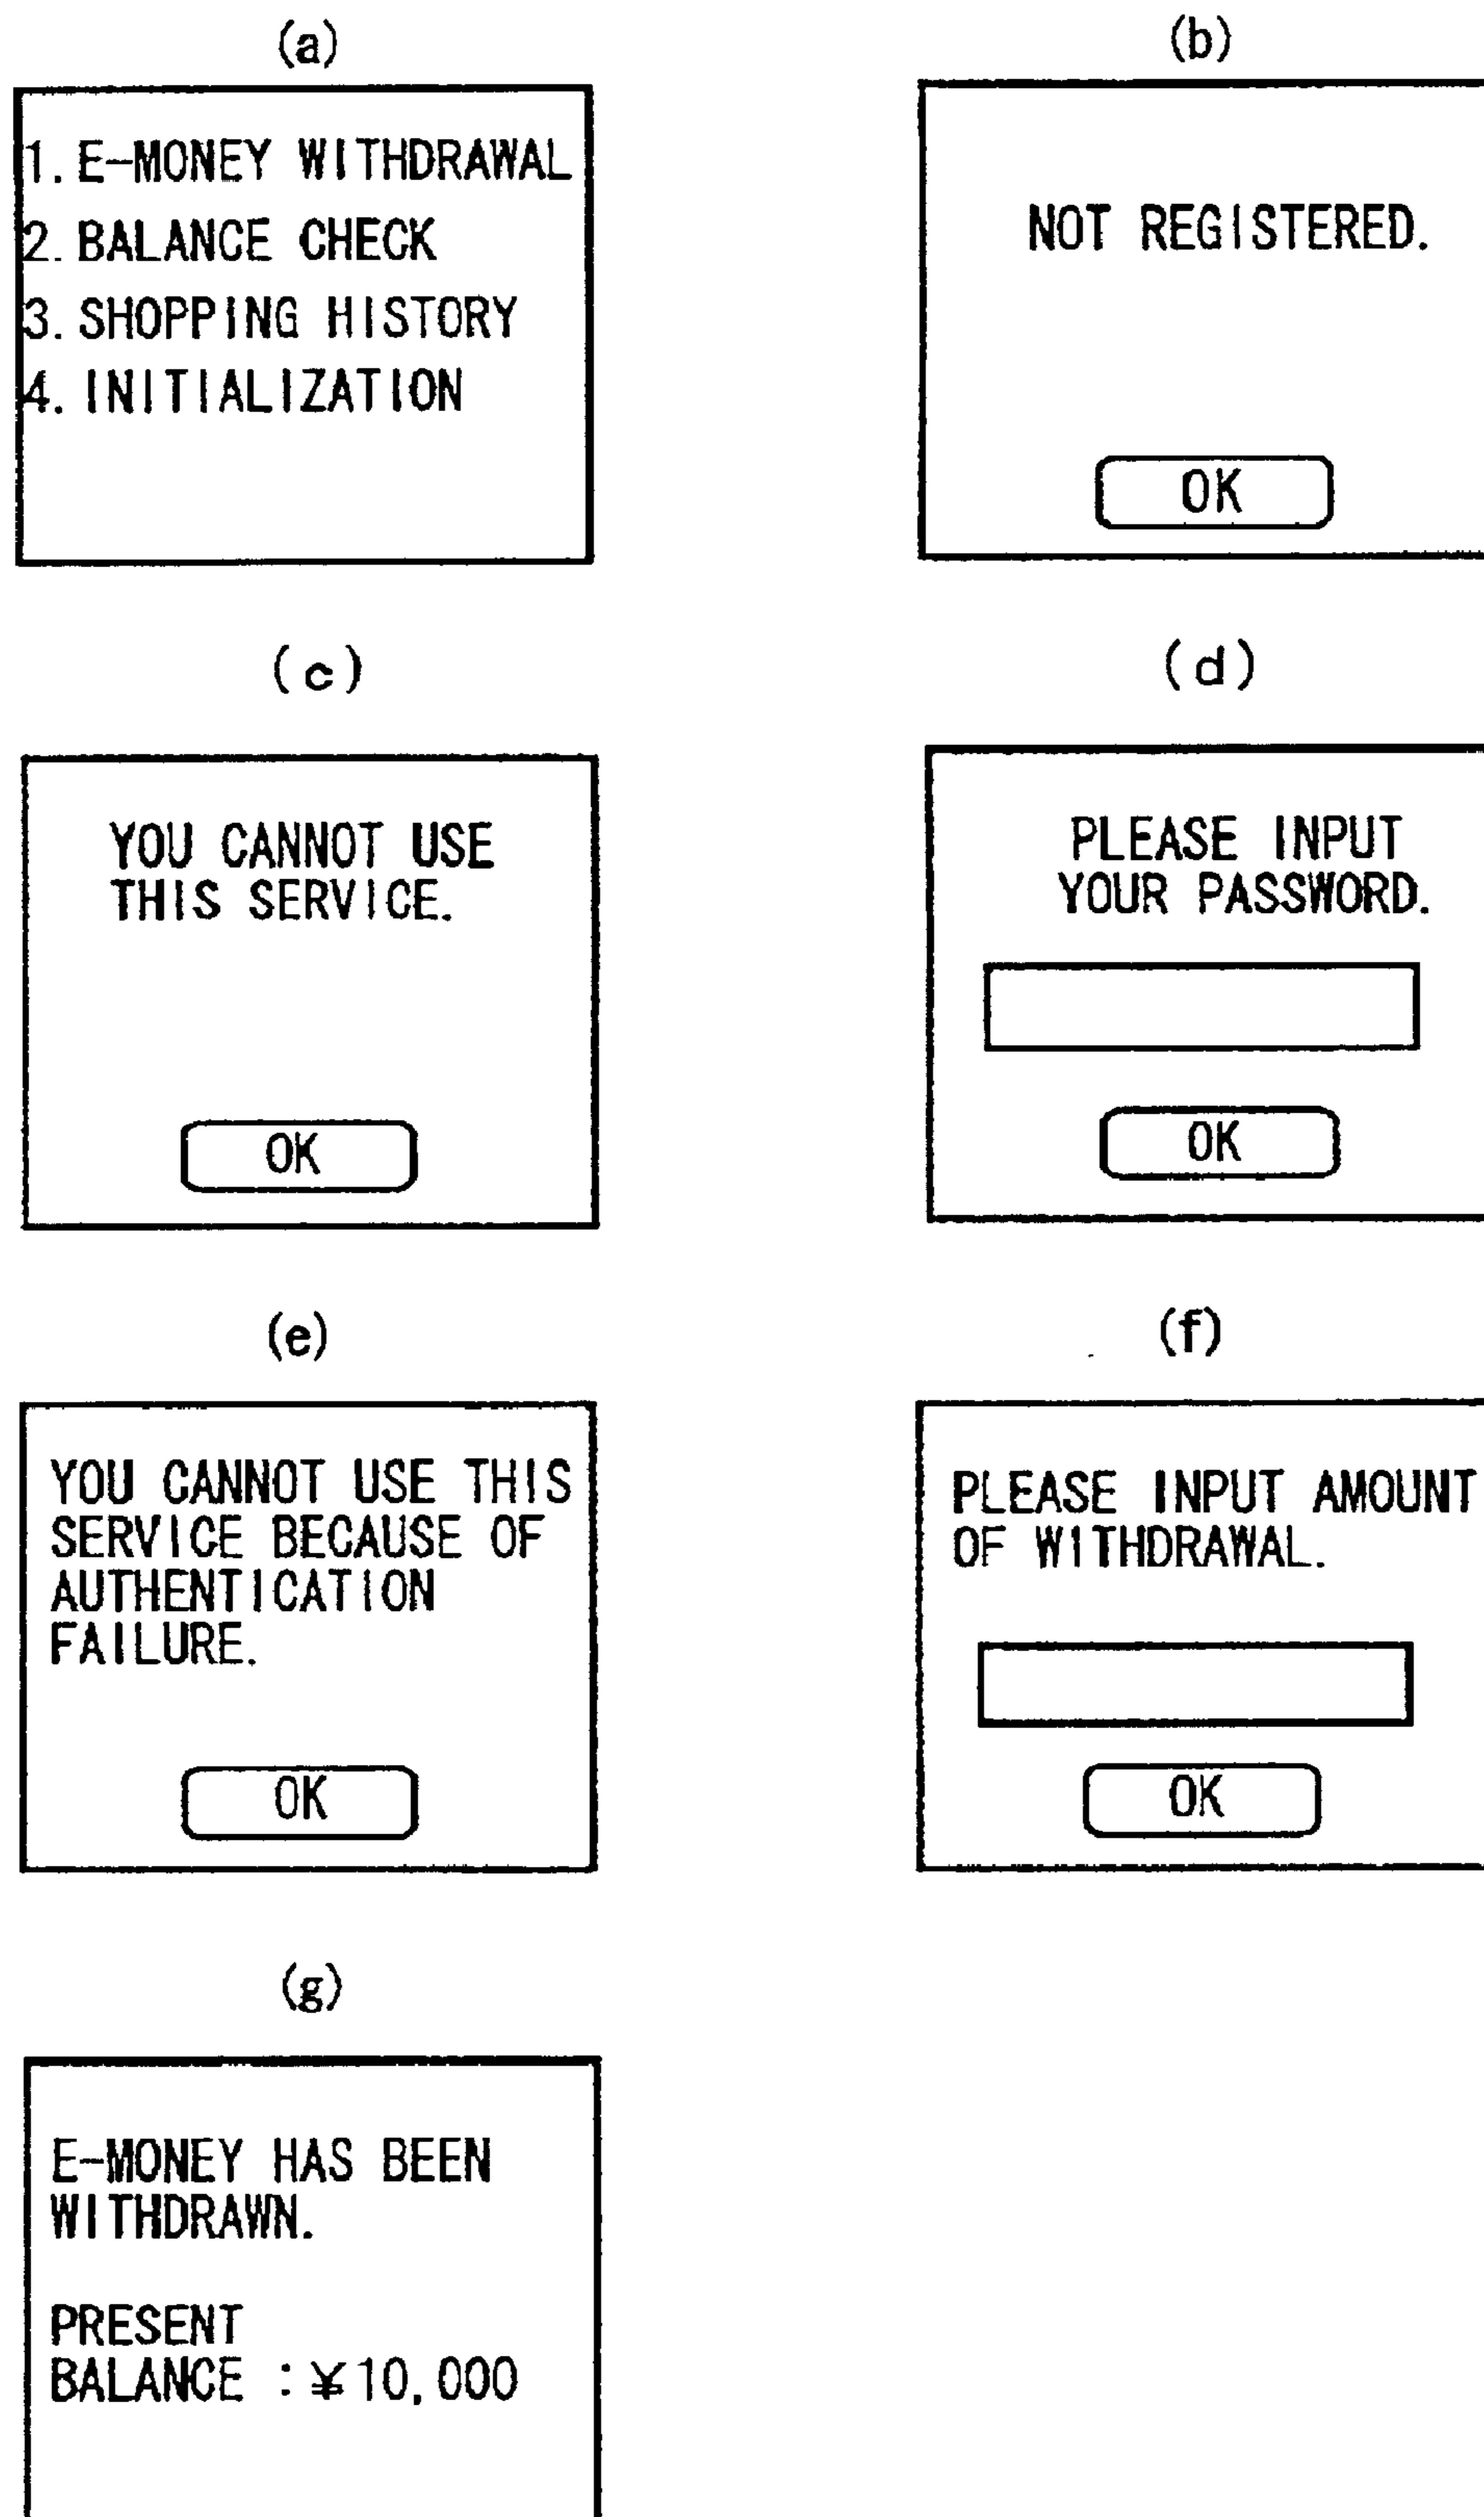 (a)
1. E-MONEY WITHDRAWAL
2. BALANCE CHECK
3. SHOPPING HISTORY
4. INITIALIZATION
(b)
NOT REGISTERED.
OK
(c)
YOU CANNOT USE
THIS SERVICE.
OK
(d)
PLEASE INPUT
YOUR PASSWORD.
OK
(e)
YOU CANNOT USE THIS
SERVICE BECAUSE OF
AUTHENTICATION
FAILURE.
OK
(f)
PLEASE INPUT AMOUNT
OF WITHDRAWAL.
OK
(g)
E-MONEY HAS BEEN
WITHDRAWN.
PRESENT
BALANCE : ¥10,000